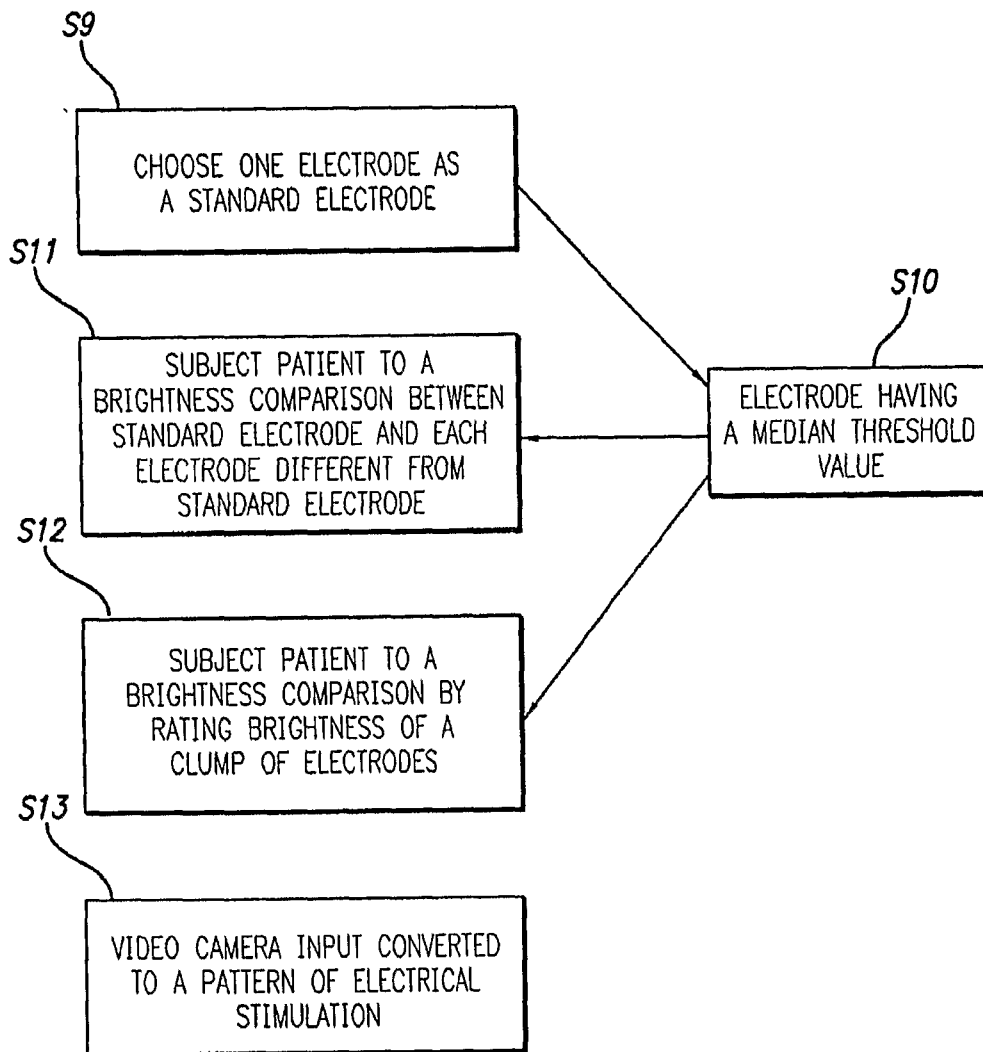 S9
CHOOSE ONE ELECTRODE AS
A STANDARD ELECTRODE
S11
SUBJECT PATIENT TO A
BRIGHTNESS COMPARISON BETWEEN
STANDARD ELECTRODE AND EACH
ELECTRODE DIFFERENT FROM
STANDARD ELECTRODE
S10
ELECTRODE HAVING
A MEDIAN THRESHOLD
VALUE
S12
SUBJECT PATIENT TO A
BRIGHTNESS COMPARISON BY
RATING BRIGHTNESS OF A
CLUMP OF ELECTRODES
S13
VIDEO CAMERA INPUT CONVERTED
TO A PATTERN OF ELECTRICAL
STIMULATION